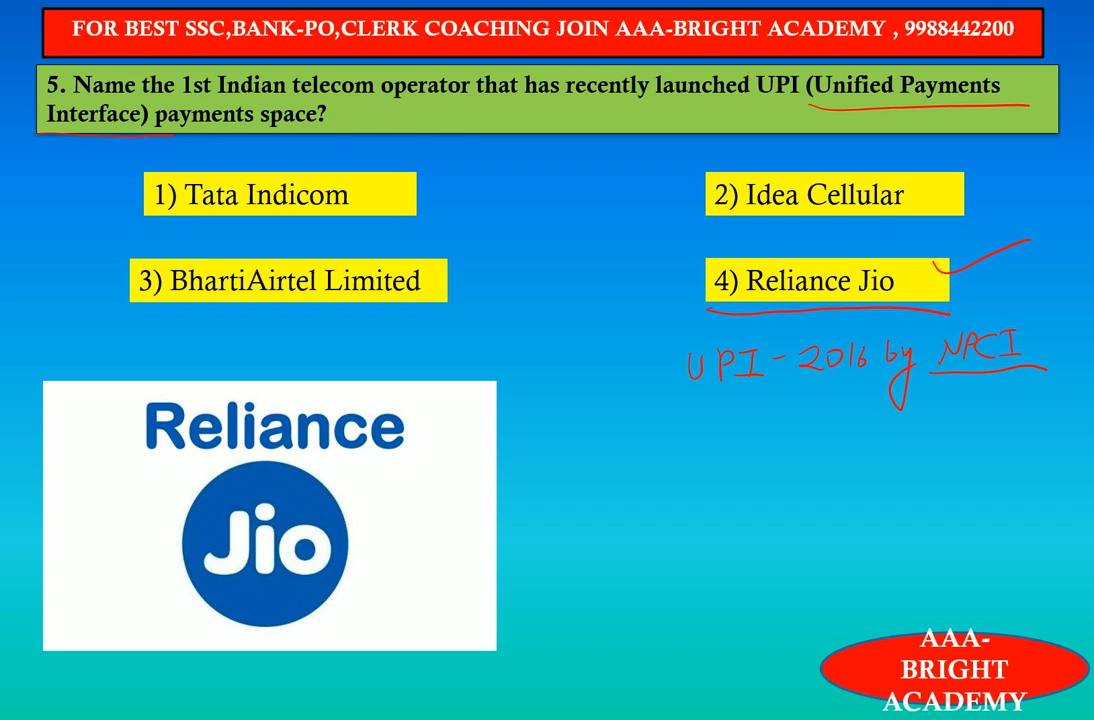 FOR BEST SSC,BANK-PO,CLERK COACHING JOIN AAA-BRIGHT ACADEMY , 9988442200
5. Name the 1st Indian telecom operator that has recently launched UPI (Unified Payments
Interface) payments space?
1) Tata Indicom
2) Idea Cellular
3) BhartiAirtel Limited
4) Reliance Jio
UPI - 2016 by NPCI
Reliance
Jio
AAA-
BRIGHT
ACADEMY